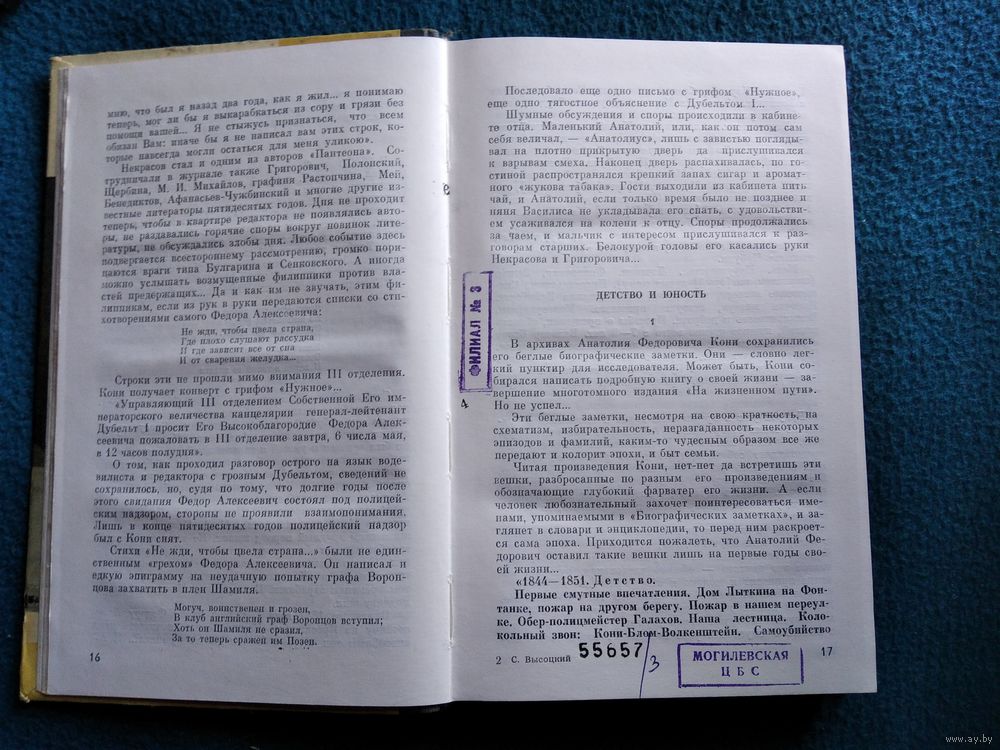 мню, что был я назад два года, как я жил... я понимаю
теперь, мог ли бы я выкарабкаться из сору и грязи без
помощи вашей... Я не стыжусь признаться, что всем
обязан Вам: иначе бы я не написал вам этих строк, ко-
торые навсегда могли остаться для меня уликою».
Некрасов стал и одним из авторов «Пантеона». Со-
трудничали в журнале также Григорович, Полонский,
Щербина, М. И. Михайлов, графиня Растопчина, Мей,
Бенедиктов, Афанасьев-Чужбинский и многие другие из-
вестные литераторы пятидесятых годов. Дня не проходит
теперь, чтобы в квартире редактора не появлялись авто-
ры, не раздавались горячие споры вокруг новинок лите-
ратуры, не обсуждались злобы дня. Любое событие здесь
подвергается всестороннему рассмотрению, громко пори-
цаются враги типа Булгарина и Сенковского. А иногда
можно услышать возмущенные филиппики против вла-
стей предержащих... Да и как им не звучать, этим фи-
липпикам, если из рук в руки передаются списки со сти-
хотворениями самого Федора Алексеевича:
Не жди, чтобы цвела страна,
Где плохо слушают рассудка
И где зависит все от сна
И от сварения желудка...
Строки эти не прошли мимо внимания III отделения.
Кони получает конверт с грифом «Нужное»...
«Управляющий III отделением Собственной Его им-
ператорского величества канцелярии генерал-лейтенант
Дубельт I просит Его Высокоблагородие Федора Алек-
сеевича пожаловать в III отделение завтра, 6 числа мая,
в 12 часов полудня».
О том, как проходил разговор острого на язык воде-
вилиста и редактора с грозным Дубельтом, сведений не
сохранилось, но, судя по тому, что долгие годы после
этого свидания Федор Алексеевич состоял под полицей-
ским надзором, стороны не проявили взаимопонимания.
Лишь в конце пятидесятых годов полицейский надзор
был с Кони снят.
Стихи «Не жди, чтобы цвела страна...» были не един-
ственным «грехом» Федора Алексеевича. Он написал и
едкую эпиграмму на неудачную попытку графа Ворон-
цова захватить в плен Шамиля.
Могуч, воинственен и грозен,
В клуб английский граф Воронцов вступил;
Хоть он Шамиля не сразил,
За то теперь сражен им Позен.
16
Последовало еще одно письмо с грифом «Нужное»,
еще одно тягостное объяснение с Дубельтом I...
Шумные обсуждения и споры происходили в кабине-
те отца. Маленький Анатолий, или, как он потом сам
себя величал, — «Анатолиус», лишь с завистью поглядывал
вал на плотно прикрытую дверь да прислушивался
к взрывам смеха. Наконец дверь распахивалась, по го-
стиной распространялся крепкий запах сигар и аромат-
ного «жукова табака». Гости выходили из кабинета пить
чай, и Анатолий, если только время было не позднее и
няня Василиса не укладывала его спать, с удовольстви-
ем усаживался на колени к отцу. Споры продолжались
за чаем, и мальчик с интересом прислушивался к раз-
говорам старших. Белокурой головы его касались руки
Некрасова и Григоровича...
ДЕТСТВО И ЮНОСТЬ
1
В архивах Анатолия Федоровича Кони сохранились
его беглые биографические заметки. Они — словно лег-
кий пунктир для исследователя. Может быть, Кони со-
бирался написать подробную книгу о своей жизни — за-
вершение многотомного издания «На жизненном пути».
Но не успел...
Эти беглые заметки, несмотря на свою краткость, на
схематизм, избирательность, неразгаданность некоторых
эпизодов и фамилий, каким-то чудесным образом все же
передают и колорит эпохи, и быт семьи.
Читая произведения Кони, нет-нет да встретишь эти
вешки, разбросанные по разным его произведениям и
обозначающие глубокий фарватер его жизни. А если
человек любознательный захочет поинтересоваться име-
нами, упоминаемыми в «Биографических заметках», и за-
глянет в словари и энциклопедии, то перед ним раскроет-
ся сама эпоха. Приходится пожалеть, что Анатолий Фе-
дорович оставил такие вешки лишь на первые годы сво-
ей жизни...
«1844—1851. Детство.
Первые смутные впечатления. Дом Лыткина на Фон-
танке, пожар на другом берегу. Пожар в нашем переул-
ке. Обер-полицмейстер Галахов. Наша лестница. Коло-
кольный звон: Кони-Блом-Волкенштейн. Самоубийство
2 С. Высоцкий
17
ФИЛИАЛ № 3
4
55657
/3
МОГИЛЕВСКАЯ
ЦБС
www.ay.by